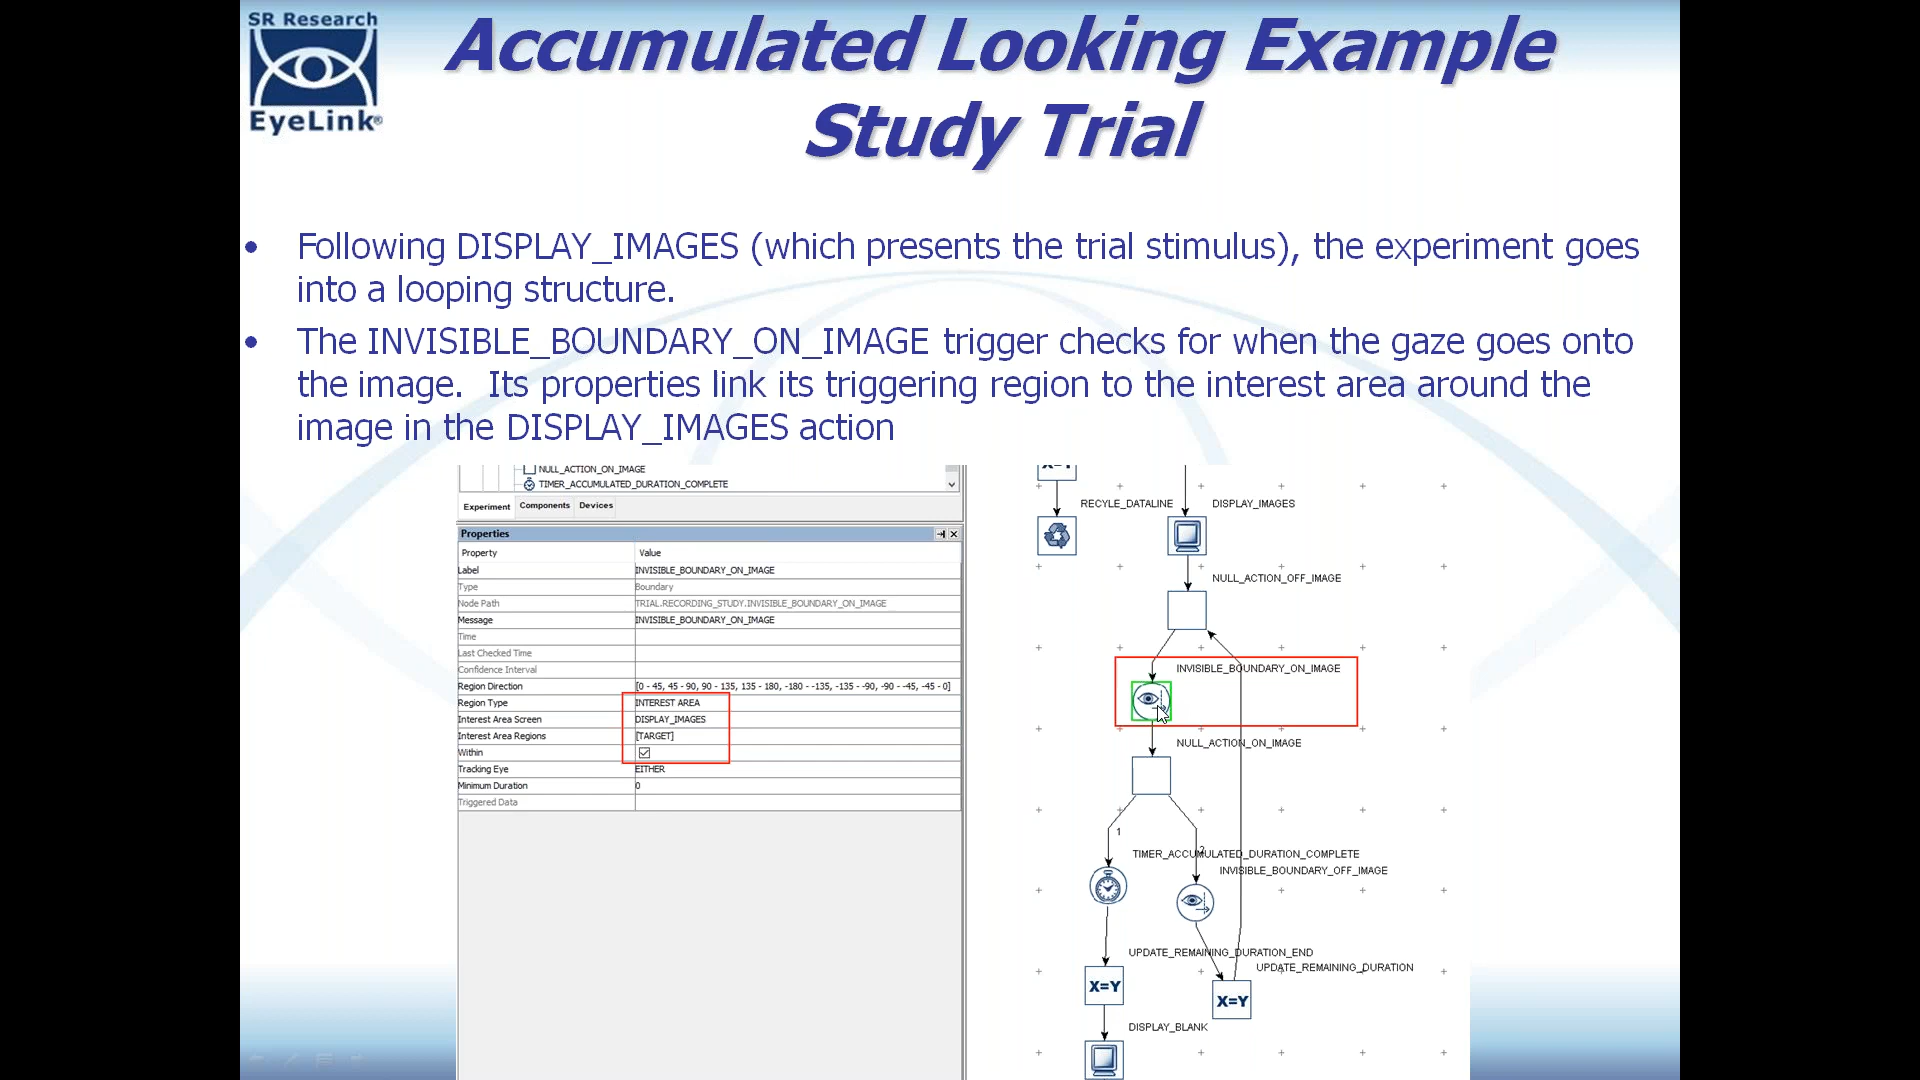 SR Research
EyeLink®
Accumulated Looking Example
Study Trial
• Following DISPLAY_IMAGES (which presents the trial stimulus), the experiment goes
into a looping structure.
• The INVISIBLE_BOUNDARY_ON_IMAGE trigger checks for when the gaze goes onto
the image.  Its properties link its triggering region to the interest area around the
image in the DISPLAY_IMAGES action
NULL_ACTION_ON_IMAGE
TIMER_ACCUMULATED_DURATION_COMPLETE
Experiment Components Devices
Properties
Property Value
Label INVISIBLE_BOUNDARY_ON_IMAGE
Type Boundary
Node Path TRIAL.RECORDING_STUDY.INVISIBLE_BOUNDARY_ON_IMAGE
Message INVISIBLE_BOUNDARY_ON_IMAGE
Time
Last Checked Time
Confidence Interval
Region Direction [0 - 45, 45 - 90, 90 - 135, 135 - 180, -180 - -135, -135 - -90, -90 - -45, -45 - 0]
Region Type INTEREST AREA
Interest Area Screen DISPLAY_IMAGES
Interest Area Regions [TARGET]
Within
Tracking Eye EITHER
Minimum Duration 0
Triggered Data
X=Y
RECYLE_DATALINE
DISPLAY_IMAGES
NULL_ACTION_OFF_IMAGE
INVISIBLE_BOUNDARY_ON_IMAGE
NULL_ACTION_ON_IMAGE
1
2
TIMER_ACCUMULATED_DURATION_COMPLETE
INVISIBLE_BOUNDARY_OFF_IMAGE
UPDATE_REMAINING_DURATION_END
UPDATE_REMAINING_DURATION
X=Y
X=Y
DISPLAY_BLANK